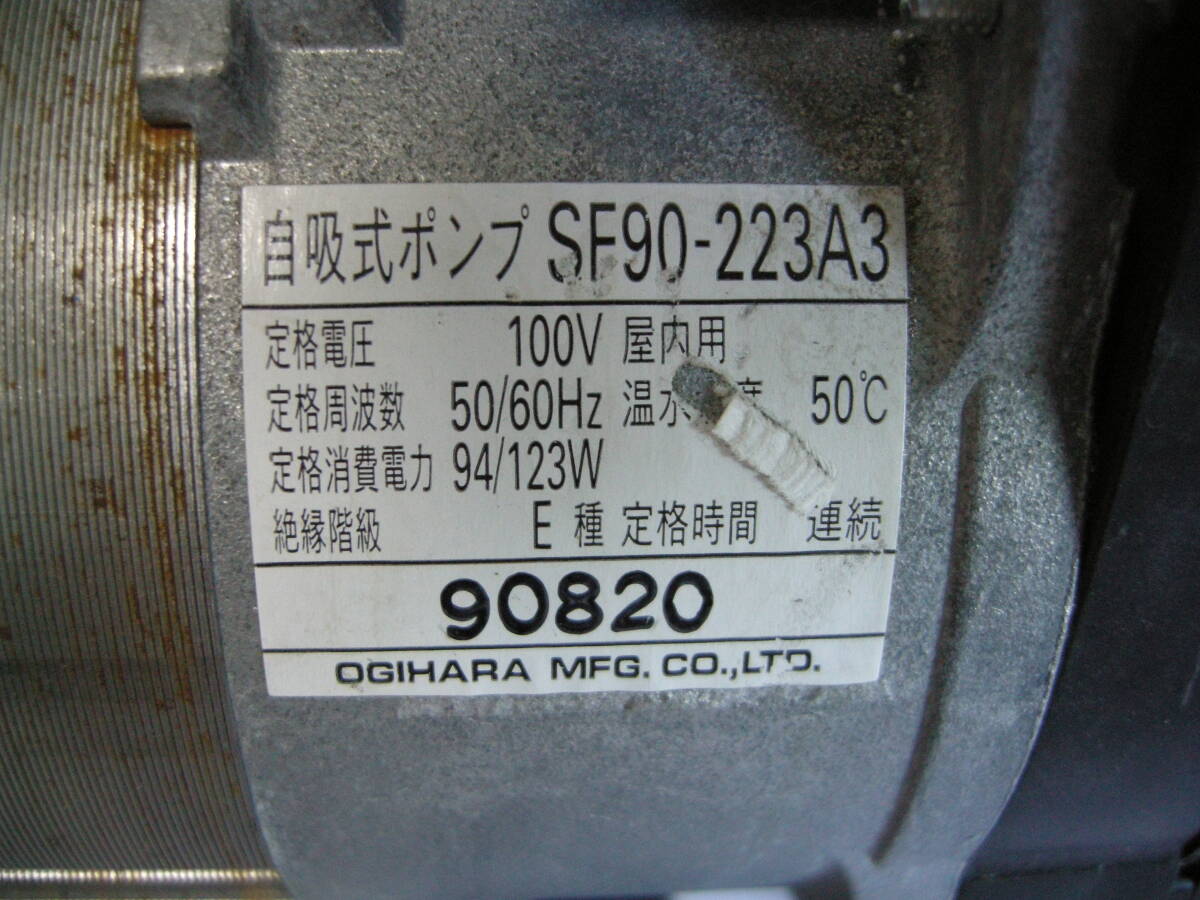 自吸式ポンプ SF90-223A3
定格電圧 100V 屋内用
定格周波数 50/60Hz 温水 度 50℃
定格消費電力 94/123W
絶縁階級 E 種 定格時間 連続
90820
OGIHARA MFG. CO.,LTD.